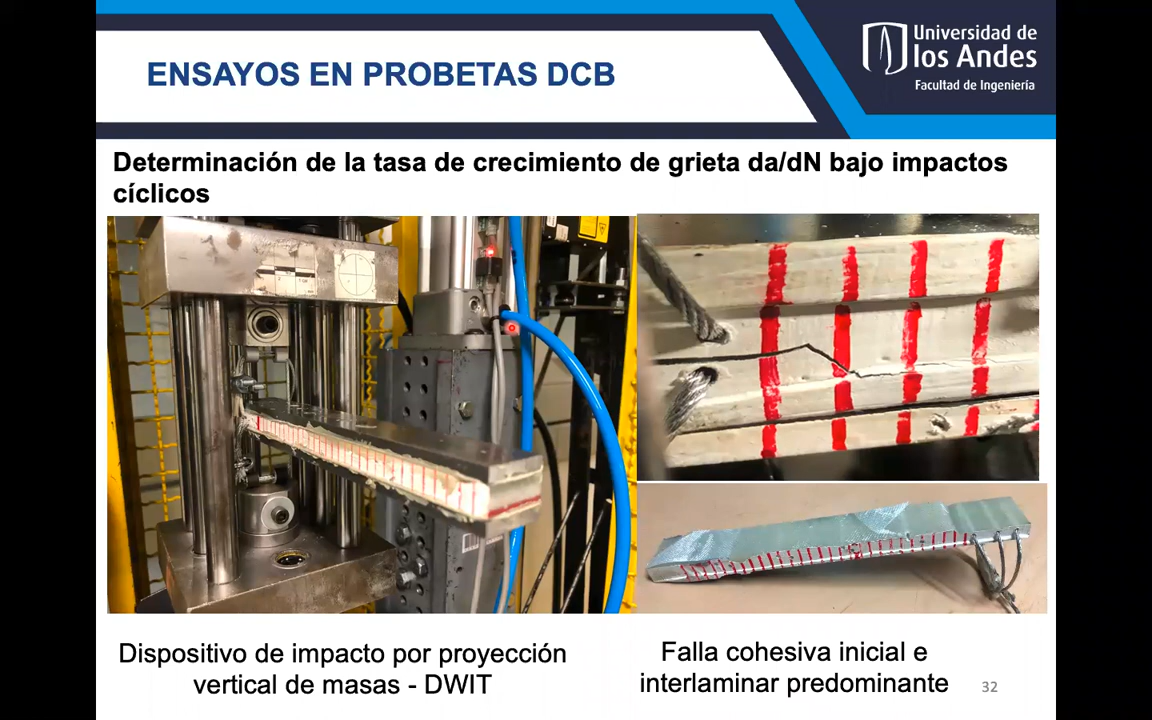 ENSAYOS EN PROBETAS DCB
Universidad de
los Andes
Facultad de Ingeniería
Determinación de la tasa de crecimiento de grieta da/dN bajo impactos
cíclicos
Dispositivo de impacto por proyección
vertical de masas - DWIT
Falla cohesiva inicial e
interlaminar predominante
32